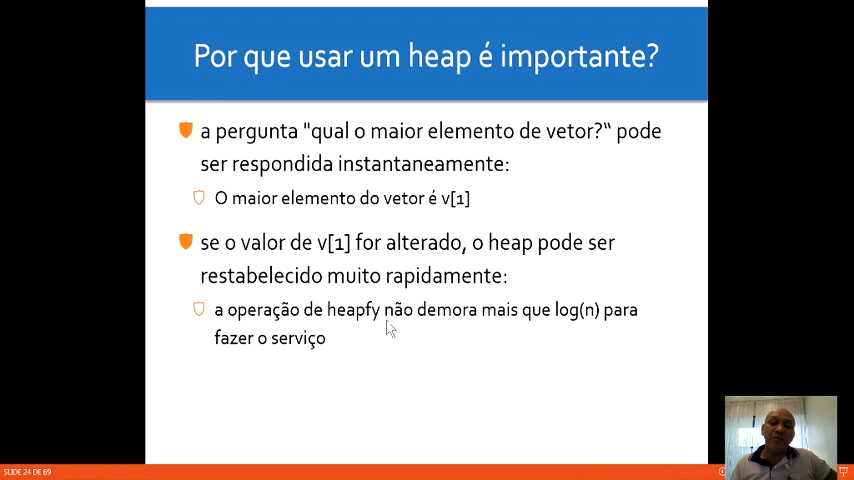 Por que usar um heap é importante?
a pergunta "qual o maior elemento de vetor?“ pode
ser respondida instantaneamente:
O maior elemento do vetor é v[1]
se o valor de v[1] for alterado, o heap pode ser
restabelecido muito rapidamente:
a operação de heapfy não demora mais que log(n) para
fazer o serviço
SLIDE 24 DE 69